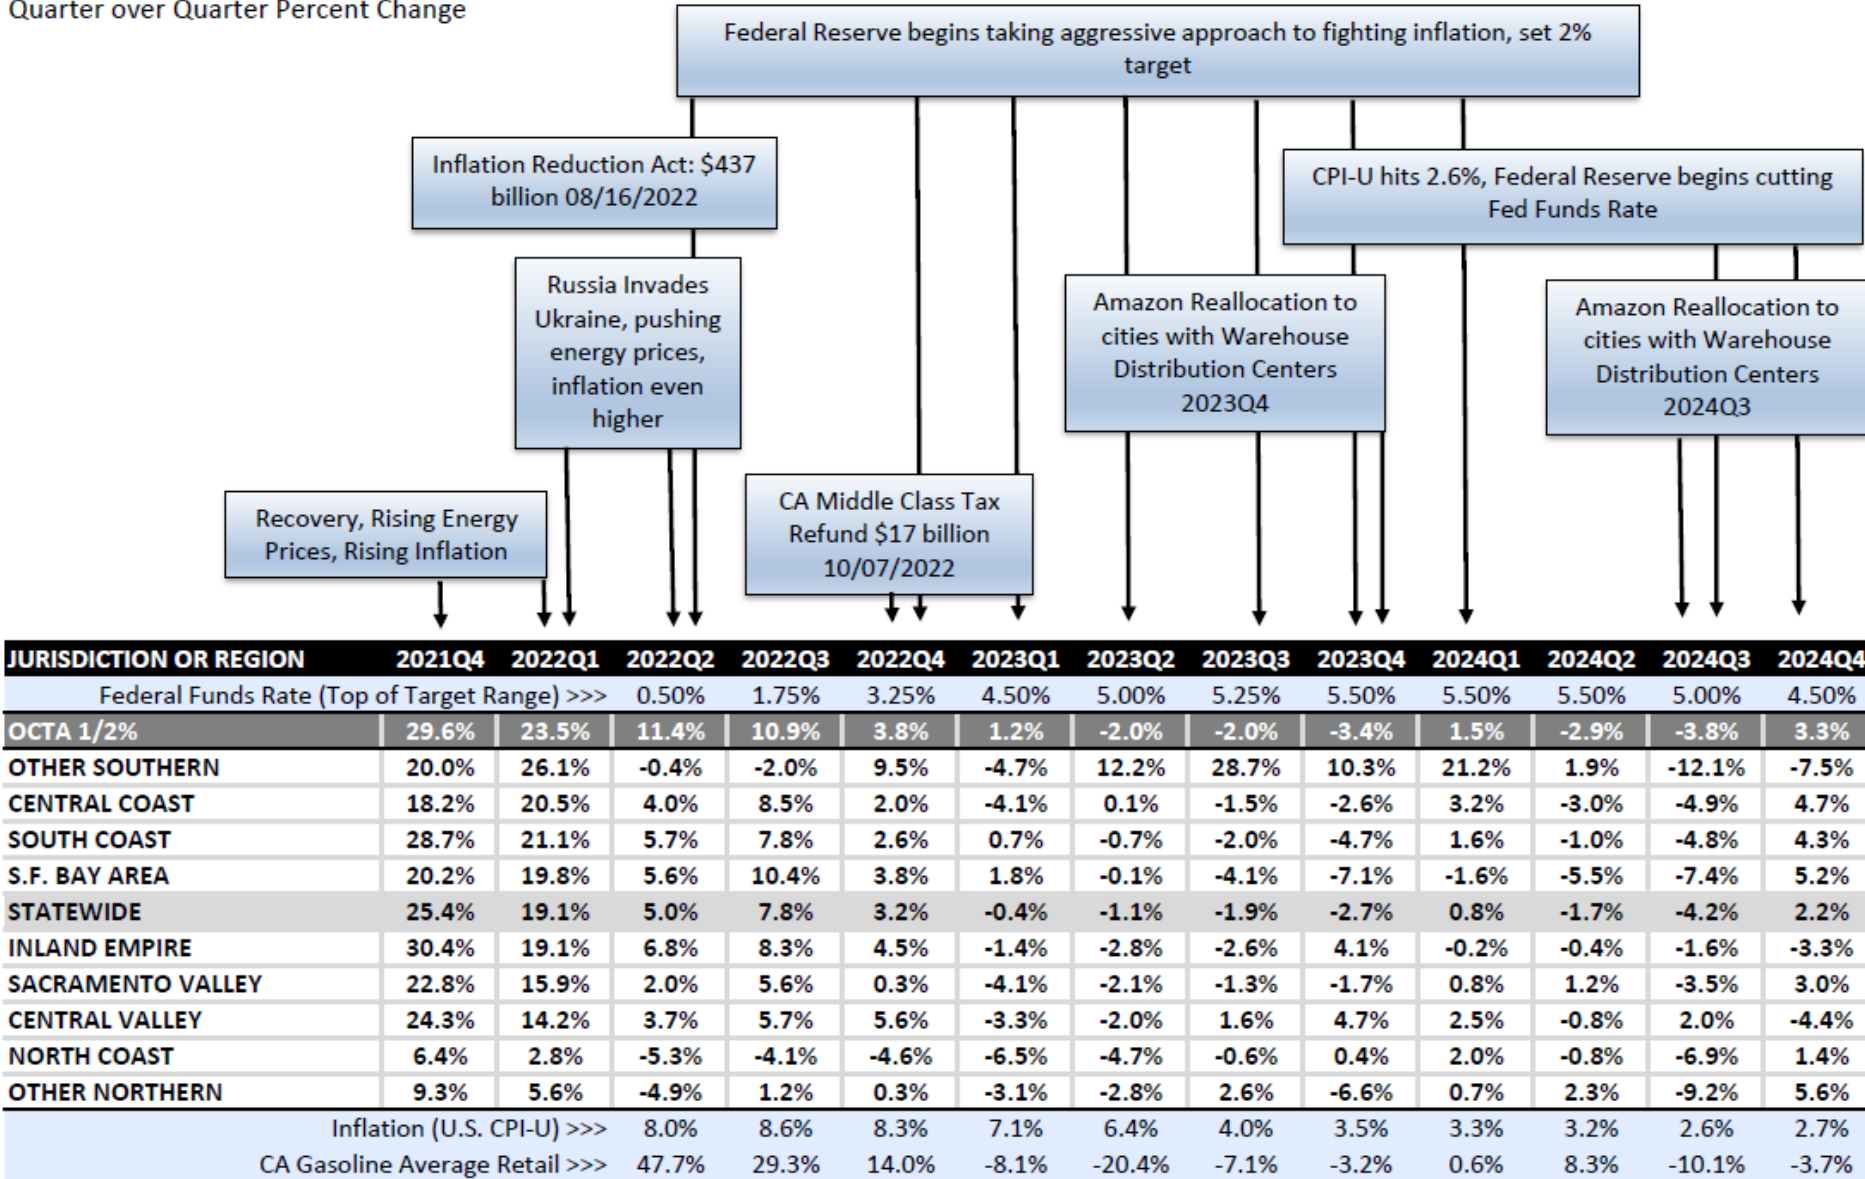 Quarter over Quarter Percent Change
Federal Reserve begins taking aggressive approach to fighting inflation, set 2%
target
Inflation Reduction Act: $437
billion 08/16/2022
CPI-U hits 2.6%, Federal Reserve begins cutting
Fed Funds Rate
Russia Invades
Ukraine, pushing
energy prices,
inflation even
higher
Amazon Reallocation to
cities with Warehouse
Distribution Centers
2023Q4
Amazon Reallocation to
cities with Warehouse
Distribution Centers
2024Q3
Recovery, Rising Energy
Prices, Rising Inflation
CA Middle Class Tax
Refund $17 billion
10/07/2022
JURISDICTION OR REGION 2021Q4 2022Q1 2022Q2 2022Q3 2022Q4 2023Q1 2023Q2 2023Q3 2023Q4 2024Q1 2024Q2 2024Q3 2024Q4
Federal Funds Rate (Top of Target Range) >>> 0.50% 1.75% 3.25% 4.50% 5.00% 5.25% 5.50% 5.50% 5.50% 5.00% 4.50%
OCTA 1/2% 29.6% 23.5% 11.4% 10.9% 3.8% 1.2% -2.0% -2.0% -3.4% 1.5% -2.9% -3.8% 3.3%
OTHER SOUTHERN 20.0% 26.1% -0.4% -2.0% 9.5% -4.7% 12.2% 28.7% 10.3% 21.2% 1.9% -12.1% -7.5%
CENTRAL COAST 18.2% 20.5% 4.0% 8.5% 2.0% -4.1% 0.1% -1.5% -2.6% 3.2% -3.0% -4.9% 4.7%
SOUTH COAST 28.7% 21.1% 5.7% 7.8% 2.6% 0.7% -0.7% -2.0% -4.7% 1.6% -1.0% -4.8% 4.3%
S.F. BAY AREA 20.2% 19.8% 5.6% 10.4% 3.8% 1.8% -0.1% -4.1% -7.1% -1.6% -5.5% -7.4% 5.2%
STATEWIDE 25.4% 19.1% 5.0% 7.8% 3.2% -0.4% -1.1% -1.9% -2.7% 0.8% -1.7% -4.2% 2.2%
INLAND EMPIRE 30.4% 19.1% 6.8% 8.3% 4.5% -1.4% -2.8% -2.6% 4.1% -0.2% -0.4% -1.6% -3.3%
SACRAMENTO VALLEY 22.8% 15.9% 2.0% 5.6% 0.3% -4.1% -2.1% -1.3% -1.7% 0.8% 1.2% -3.5% 3.0%
CENTRAL VALLEY 24.3% 14.2% 3.7% 5.7% 5.6% -3.3% -2.0% 1.6% 4.7% 2.5% -0.8% 2.0% -4.4%
NORTH COAST 6.4% 2.8% -5.3% -4.1% -4.6% -6.5% -4.7% -0.6% 0.4% 2.0% -0.8% -6.9% 1.4%
OTHER NORTHERN 9.3% 5.6% -4.9% 1.2% 0.3% -3.1% -2.8% 2.6% -6.6% 0.7% 2.3% -9.2% 5.6%
Inflation (U.S. CPI-U) >>> 8.0% 8.6% 8.3% 7.1% 6.4% 4.0% 3.5% 3.3% 3.2% 2.6% 2.7%
CA Gasoline Average Retail >>> 47.7% 29.3% 14.0% -8.1% -20.4% -7.1% -3.2% 0.6% 8.3% -10.1% -3.7%